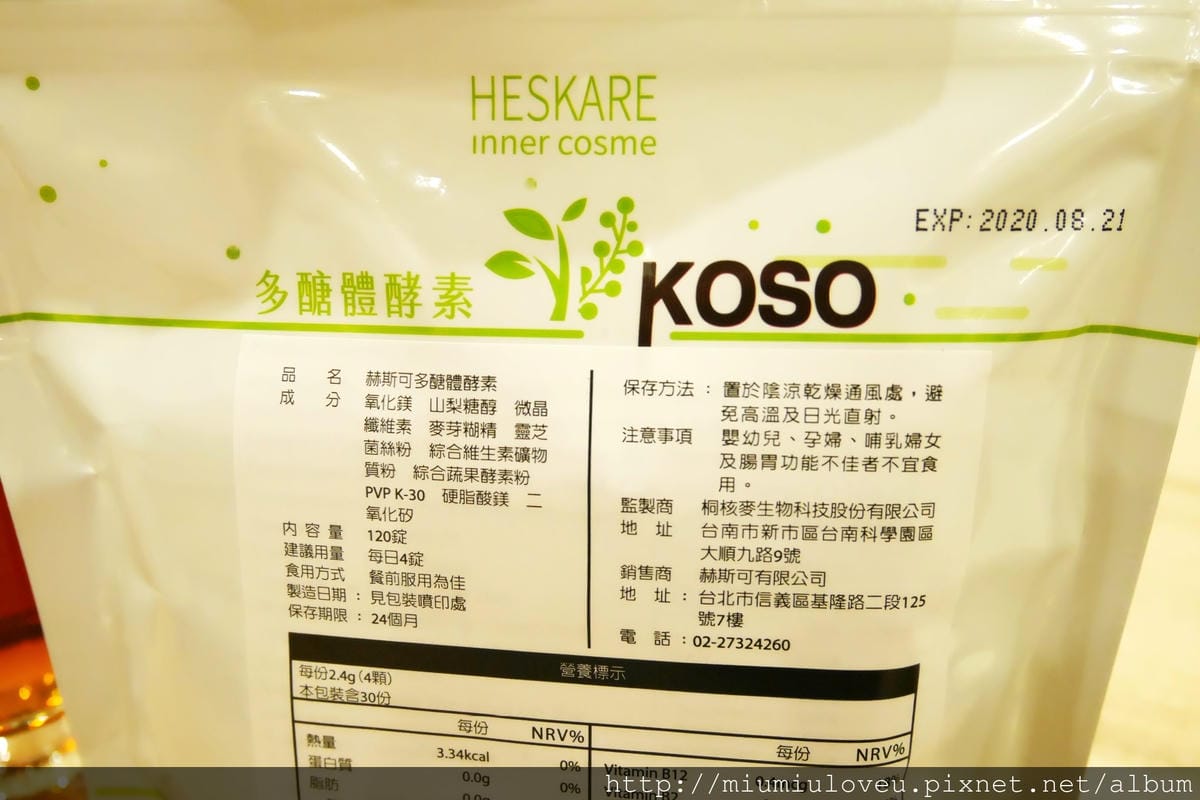 HESKARE
inner cosme
EXP:2020.08.21
多醣體酵素
KOSO
品 名 赫斯可多醣體酵素
成 分 氧化鎂 山梨糖醇 微晶
纖維素 麥芽糊精 靈芝
菌絲粉 綜合維生素礦物
質粉 綜合蔬果酵素粉
PVP K-30 硬脂酸鎂 二
氧化矽
內容量 120錠
建議用量 每日4錠
食用方式 餐前服用為佳
製造日期：見包裝噴印處
保存期限：24個月
保存方法：置於陰涼乾燥通風處，避
免高溫及日光直射。
注意事項 嬰幼兒、孕婦、哺乳婦女
及腸胃功能不佳者不宜食
用。
監製商 桐核麥生物科技股份有限公司
地 址 台南市新市區台南科學園區
大順九路9號
銷售商 赫斯可有限公司
地 址：台北市信義區基隆路二段125
號7樓
電 話：02-27324260
營養標示
每份2.4g(4顆)
本包裝含30份
每份 NRV%
熱量 3.34kcal 0%
蛋白質 0.0g 0%
脂肪 0.0g
每份 NRV%
Vitamin B12
Vitamin B2
http://miumiuloveu.pixnet.net/album